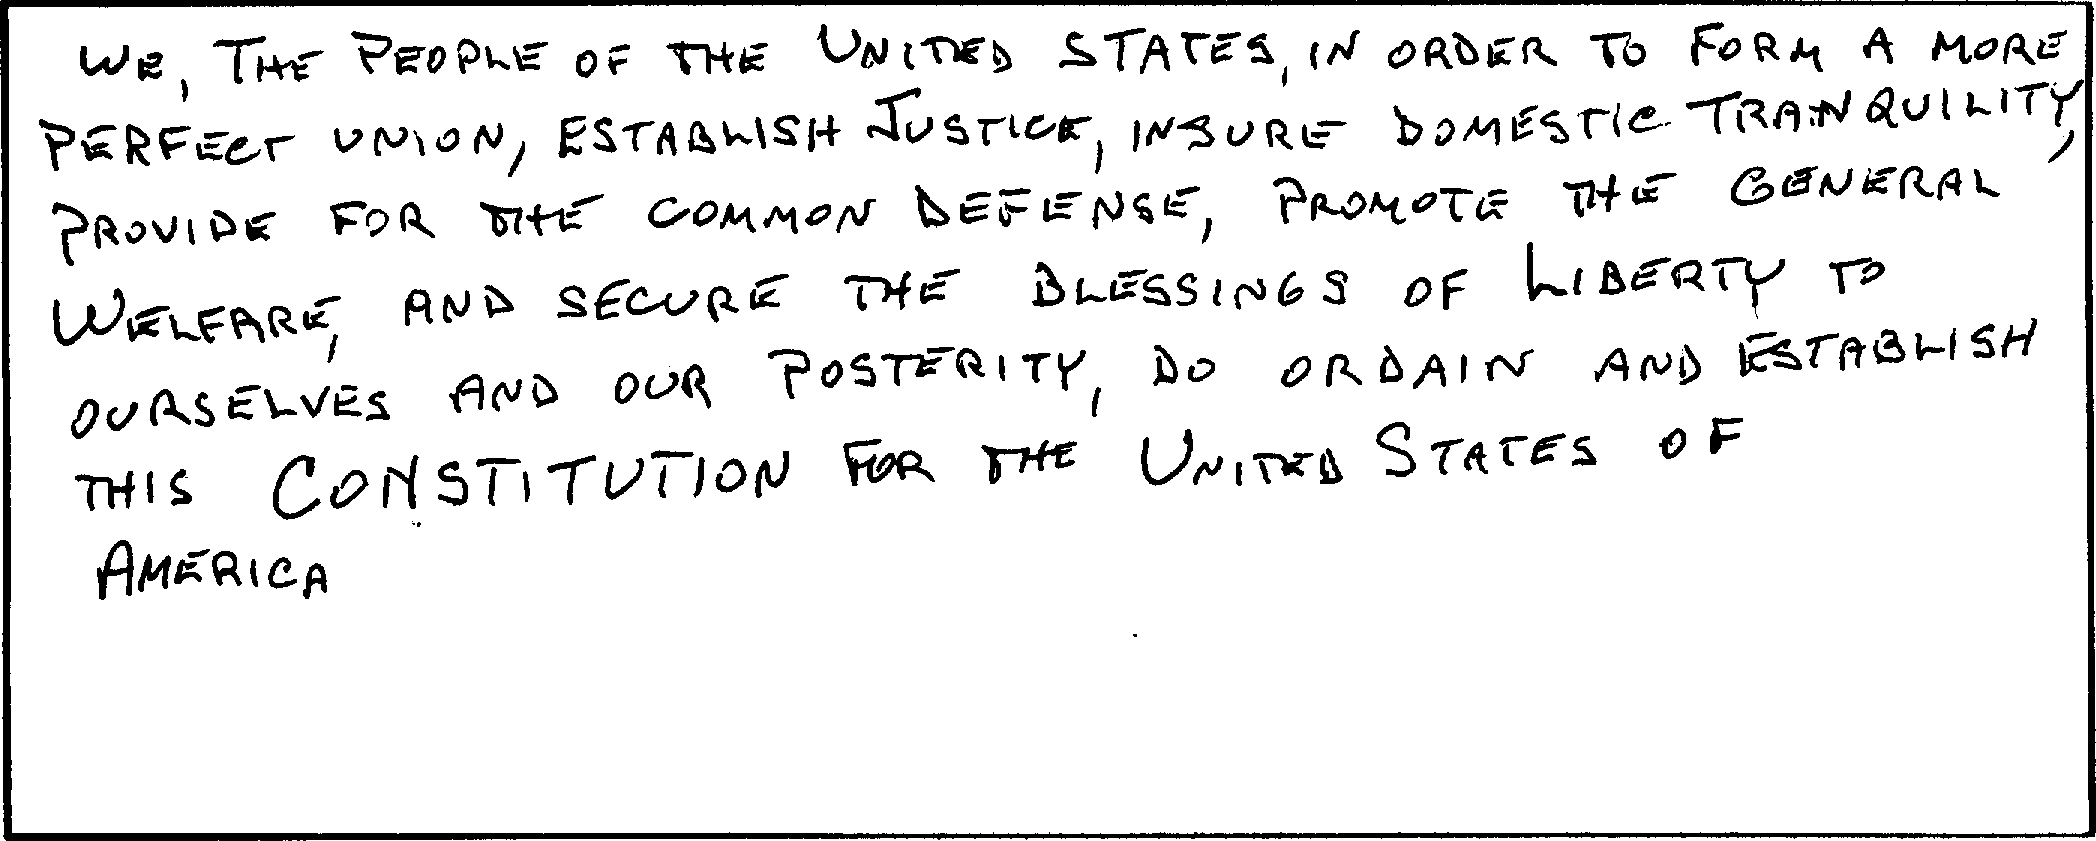 WE, THE PEOPLE OF THE UNITED STATES, IN ORDER TO FORM A MORE
PERFECT UNION, ESTABLISH JUSTICE, INSURE DOMESTIC TRANQUILITY,
PROVIDE FOR THE COMMON DEFENSE, PROMOTE THE GENERAL
WELFARE, AND SECURE THE BLESSINGS OF LIBERTY TO
OURSELVES AND OUR POSTERITY, DO ORDAIN AND ESTABLISH
THIS CONSTITUTION FOR THE UNITED STATES OF
AMERICA